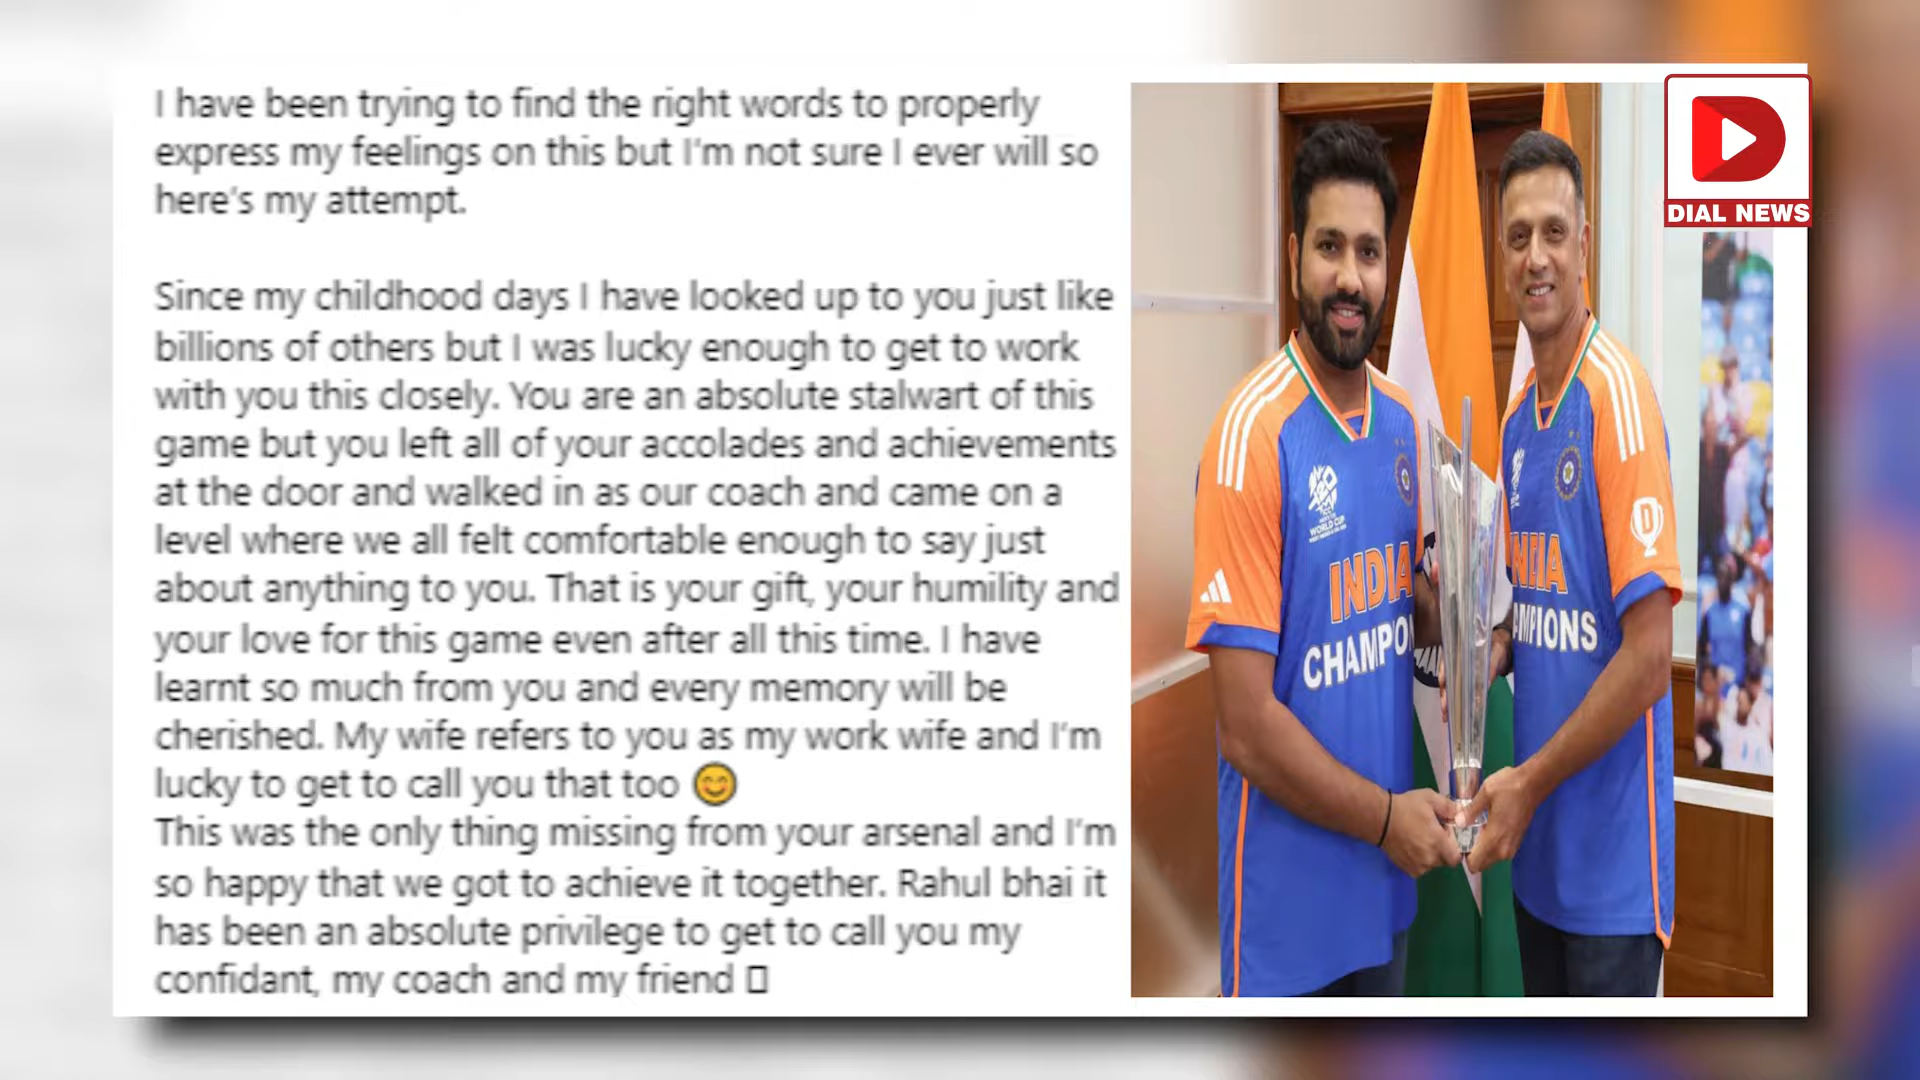 I have been trying to find the right words to properly
express my feelings on this but I'm not sure I ever will so
here's my attempt.
Since my childhood days I have looked up to you just like
billions of others but I was lucky enough to get to work
with you this closely. You are an absolute stalwart of this
game but you left all of your accolades and achievements
at the door and walked in as our coach and came on a
level where we all felt comfortable enough to say just
about anything to you. That is your gift, your humility and
your love for this game even after all this time. I have
learnt so much from you and every memory will be
cherished. My wife refers to you as my work wife and I'm
lucky to get to call you that too 😊
This was the only thing missing from your arsenal and I'm
so happy that we got to achieve it together. Rahul bhai it
has been an absolute privilege to get to call you my
confidant, my coach and my friend
DIAL NEWS
WORLD CUP
INDIA
CHAMPION
INDIA
AMPIONS